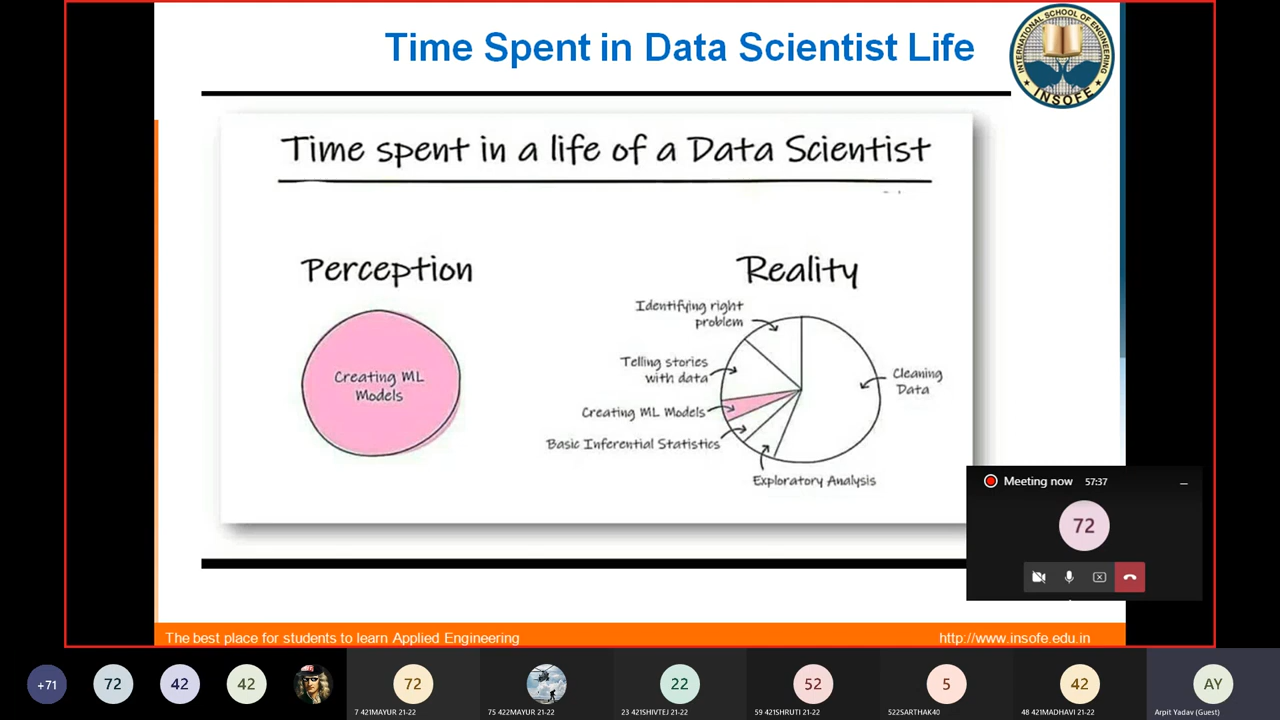 Time Spent in Data Scientist Life
INTERNATIONAL SCHOOL OF ENGINEERING
INSOFE
Time spent in a life of a Data Scientist
Perception
Reality
Creating ML
Models
Identifying right
problem
Telling stories
with data
Creating ML Models
Basic Inferential Statistics
Exploratory Analysis
Cleaning
Data
Meeting now 57:37
72
The best place for students to learn Applied Engineering
http://www.insofe.edu.in
+71
72
42
42
72
22
52
5
42
AY
7 421MAYUR 21-22
75 422MAYUR 21-22
23 421SHIVTEJ 21-22
59 421SHRUTI 21-22
522SARTHAK40
48 421MADHAVI 21-22
Arpit Yadav (Guest)